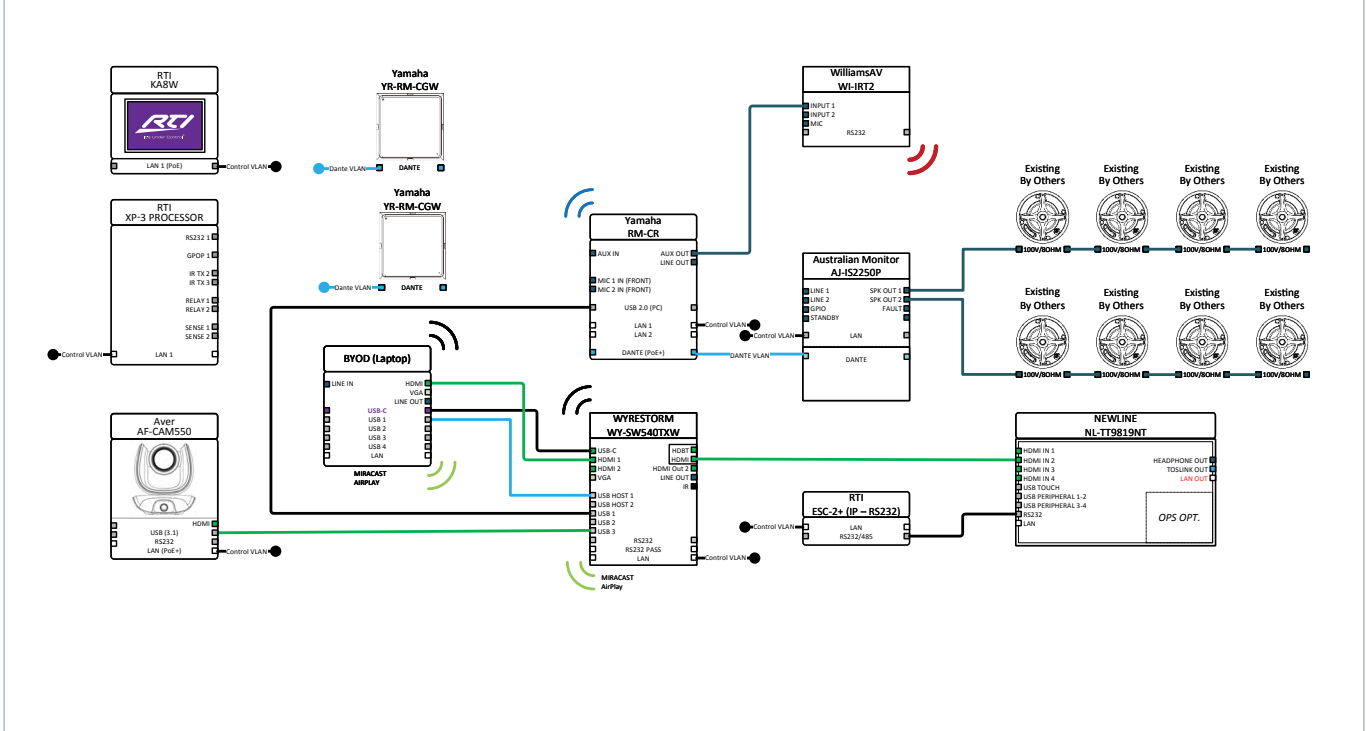 RTI
KA8W
RTI
LAN 1 (PoE)
Control VLAN
Yamaha
YR-RM-CGW
Dante VLAN
DANTE
Yamaha
YR-RM-CGW
Dante VLAN
DANTE
RTI
XP-3 PROCESSOR
RS232 1
GPOP 1
IR TX 2
IR TX 3
RELAY 1
RELAY 2
SENSE 1
SENSE 2
Control VLAN
LAN 1
Aver
AF-CAM550
HDMI
USB (3.1)
RS232
LAN (PoE+)
Control VLAN
BYOD (Laptop)
LINE IN
HDMI
VGA
LINE OUT
USB-C
USB 1
USB 2
USB 3
USB 4
LAN
MIRACAST
AIRPLAY
Yamaha
RM-CR
AUX IN
AUX OUT
LINE OUT
MIC 1 IN (FRONT)
MIC 2 IN (FRONT)
USB 2.0 (PC)
LAN 1
LAN 2
Control VLAN
DANTE (PoE+)
DANTE VLAN
WYRESTORM
WY-SW540TXW
USB-C
HDMI 1
HDMI 2
VGA
HDBT
HDMI
HDMI Out 2
LINE OUT
IR
USB HOST 1
USB HOST 2
USB 1
USB 2
USB 3
RS232
RS232 PASS
LAN
Control VLAN
MIRACAST
AirPlay
WilliamsAV
WI-IRT2
INPUT 1
INPUT 2
MIC
RS232
Australian Monitor
AJ-IS2250P
LINE 1
LINE 2
GPIO
STANDBY
SPK OUT 1
SPK OUT 2
FAULT
Control VLAN
LAN
DANTE
RTI
ESC-2+ (IP – RS232)
Control VLAN
LAN
RS232/485
Existing
By Others
Existing
By Others
Existing
By Others
Existing
By Others
100V/8OHM
100V/8OHM
100V/8OHM
100V/8OHM
Existing
By Others
Existing
By Others
Existing
By Others
Existing
By Others
100V/8OHM
100V/8OHM
100V/8OHM
100V/8OHM
NEWLINE
NL-TT9819NT
HDMI IN 1
HDMI IN 2
HDMI IN 3
HDMI IN 4
USB TOUCH
USB PERIPHERAL 1-2
USB PERIPHERAL 3-4
RS232
LAN
HEADPHONE OUT
TOSLINK OUT
LAN OUT
OPS OPT.